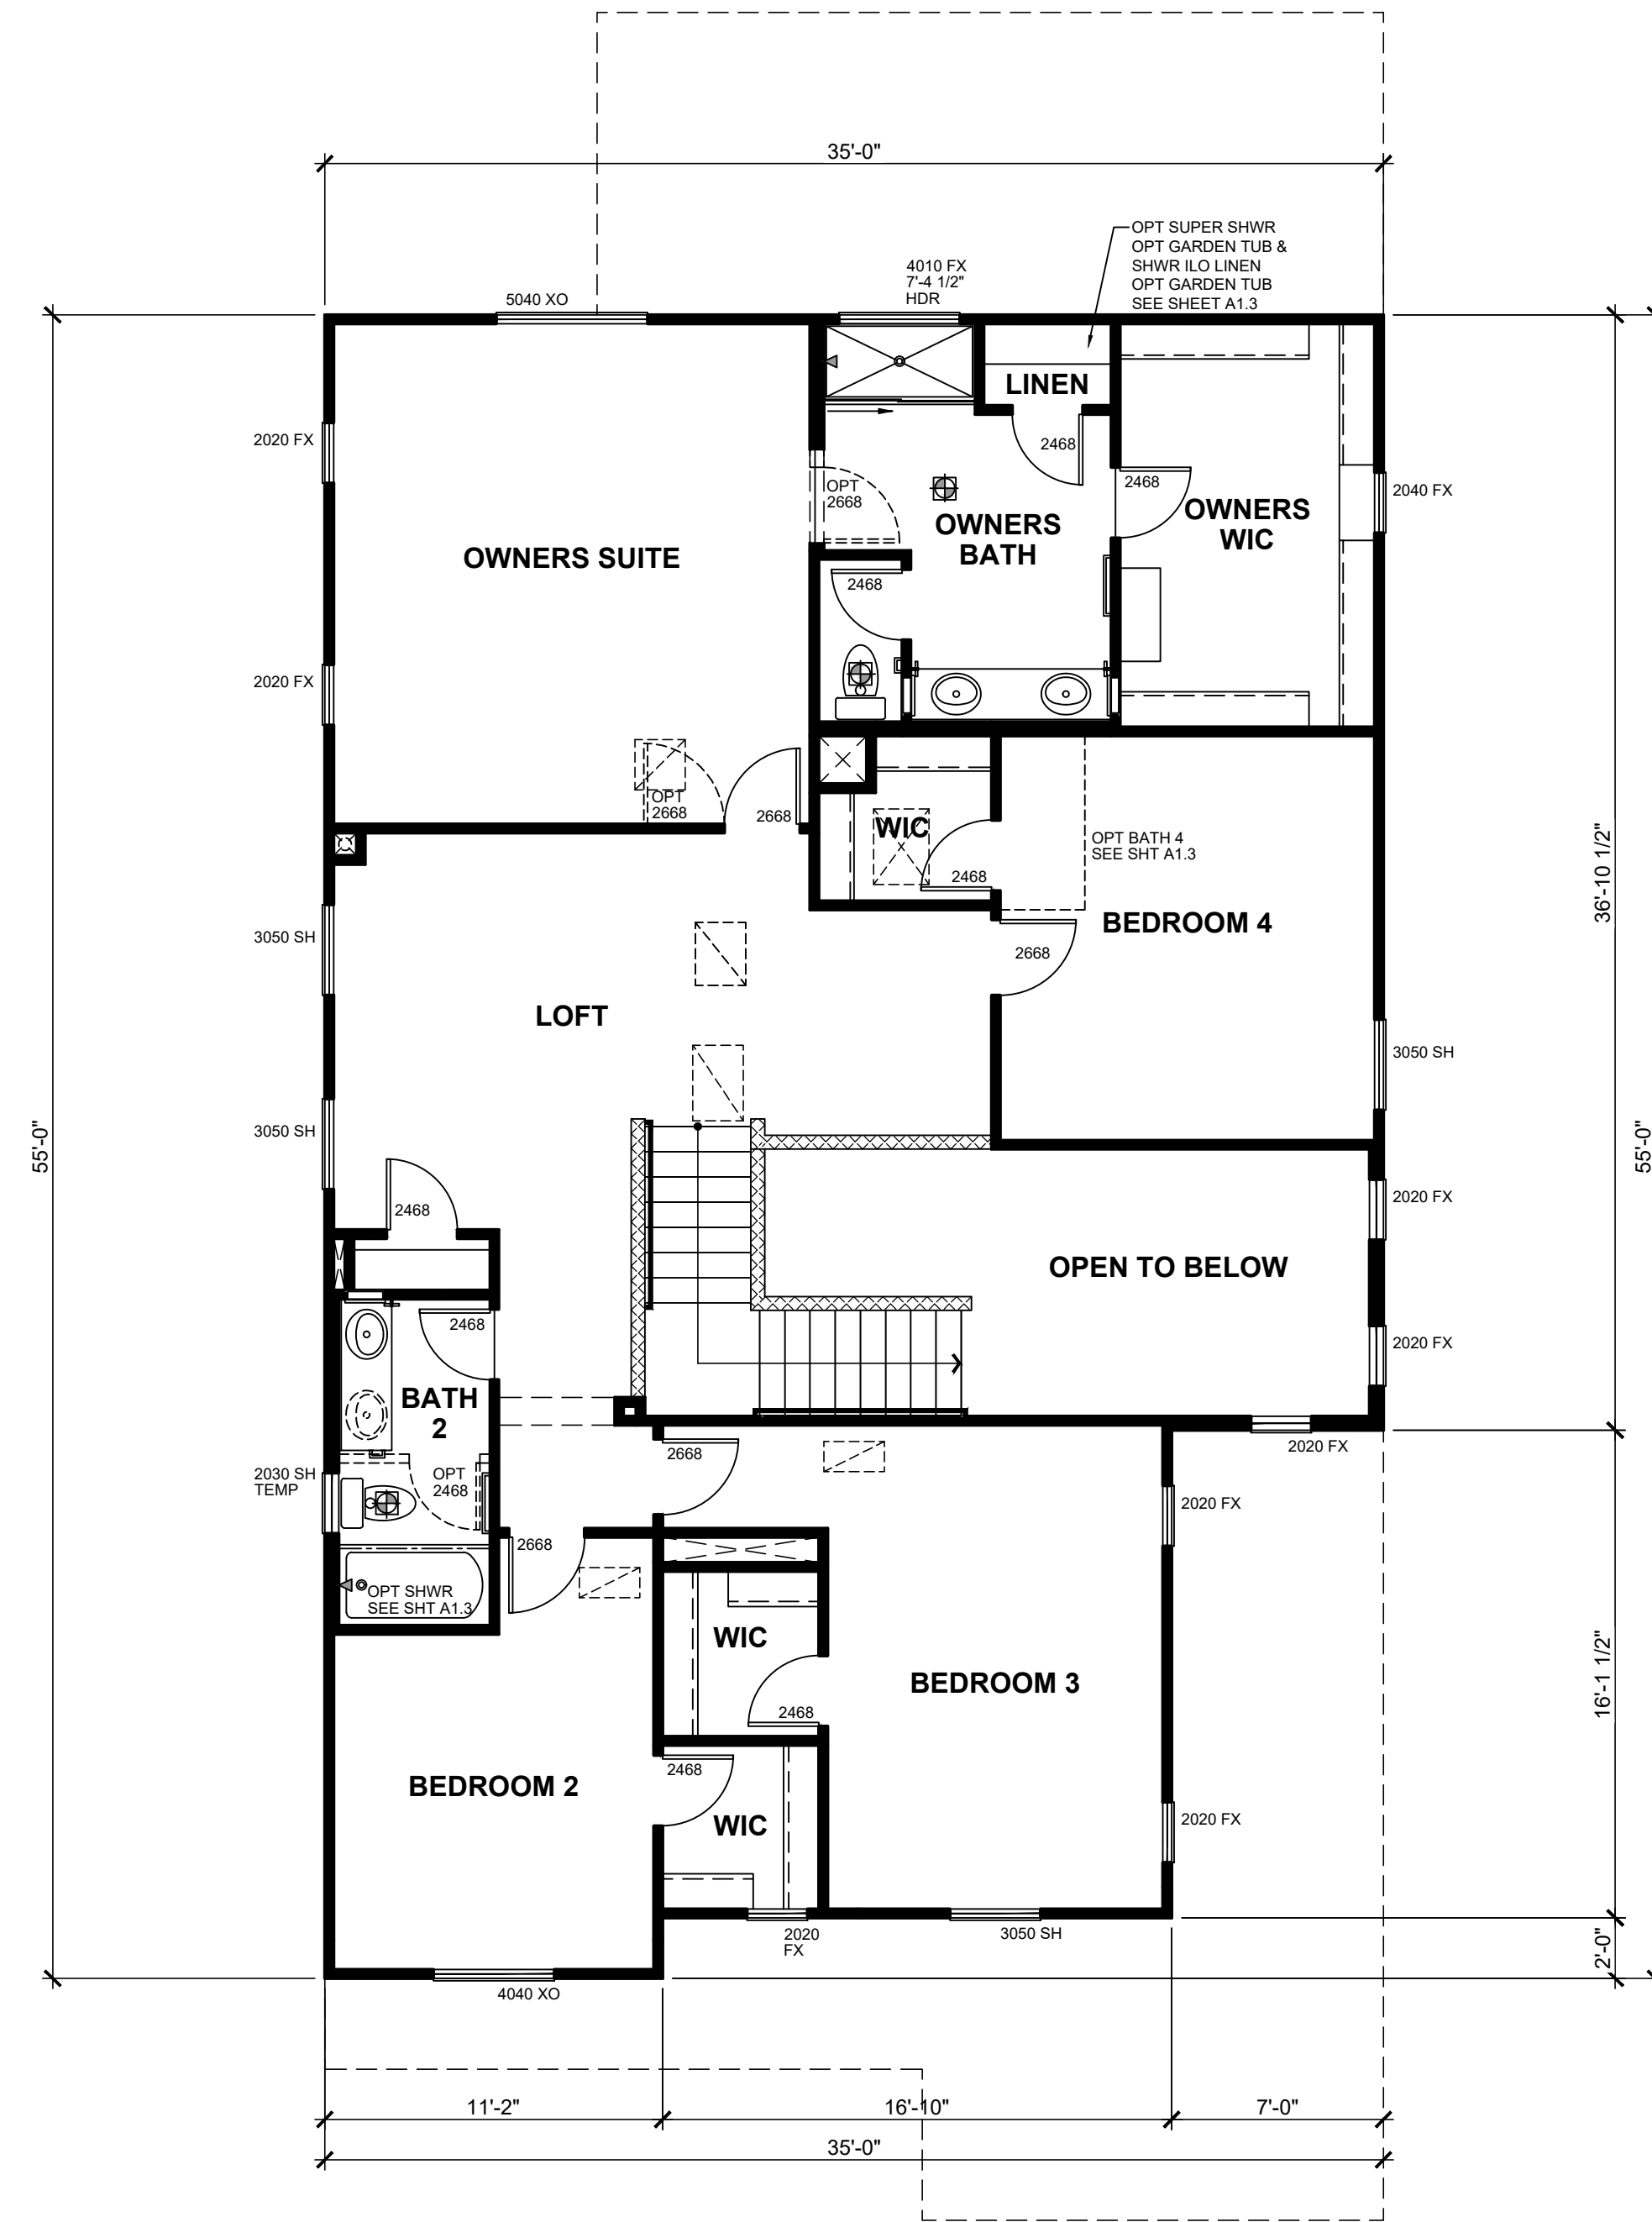 35'-0"
OPT SUPER SHWR
OPT GARDEN TUB &
SHWR ILO LINEN
OPT GARDEN TUB
SEE SHEET A1.3
4010 FX
7'-4 1/2"
HDR
5040 XO
LINEN
2020 FX
2468
2468
OPT
2668
2040 FX
OWNERS
WIC
OWNERS
BATH
OWNERS SUITE
2468
2020 FX
OPT
2668
2668
WIC
OPT BATH 4
SEE SHT A1.3
2468
36'-10 1/2"
BEDROOM 4
3050 SH
2668
LOFT
3050 SH
3050 SH
55'-0"
55'-0"
2468
2020 FX
OPEN TO BELOW
2468
2020 FX
BATH
2
2668
2020 FX
2030 SH
TEMP
OPT
2468
2020 FX
2668
OPT SHWR
SEE SHT A1.3
WIC
16'-1 1/2"
BEDROOM 3
2468
2468
BEDROOM 2
WIC
2020 FX
2020
FX
3050 SH
2'-0"
4040 XO
11'-2"
16'-10"
7'-0"
35'-0"